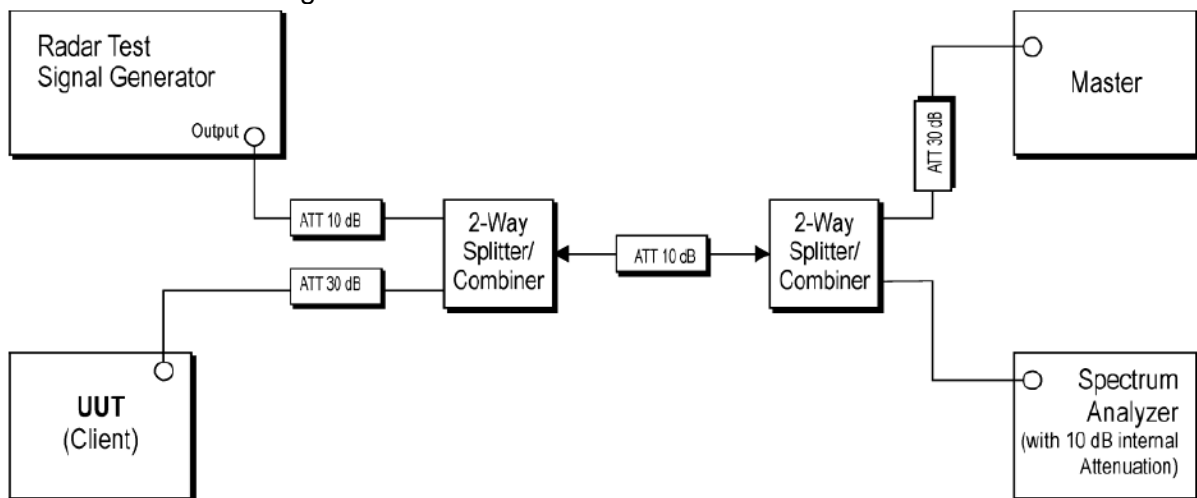 Radar Test
Signal Generator
Output
ATT 10 dB
ATT 30 dB
2-Way
Splitter/
Combiner
ATT 10 dB
2-Way
Splitter/
Combiner
ATT 30 dB
Master
UUT
(Client)
Spectrum
Analyzer
(with 10 dB internal
Attenuation)